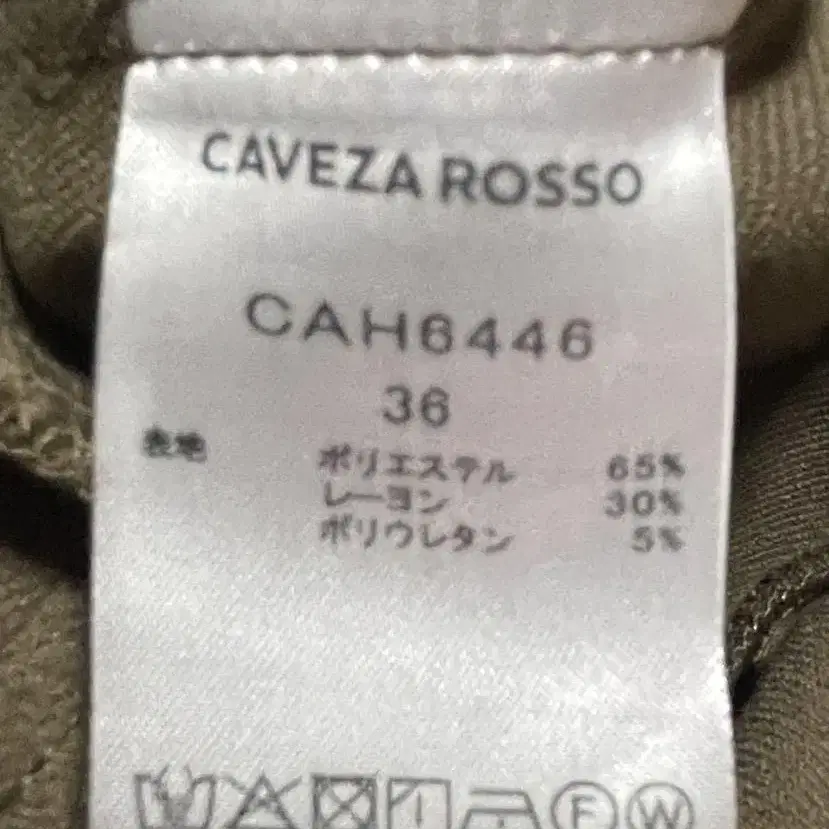 CAVEZA ROSSO
CAH6446
36
表地 ポリエステル 65%
レーヨン 30%
ポリウレタン 5%
F W